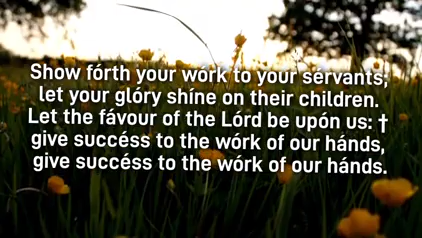 Show fórth your work to your sérvants;
let your glóry shíne on their children.
Let the fávour of the Lórd be upón us: †
give succéss to the wórk of our hánds,
give succéss to the wórk of our hánds.